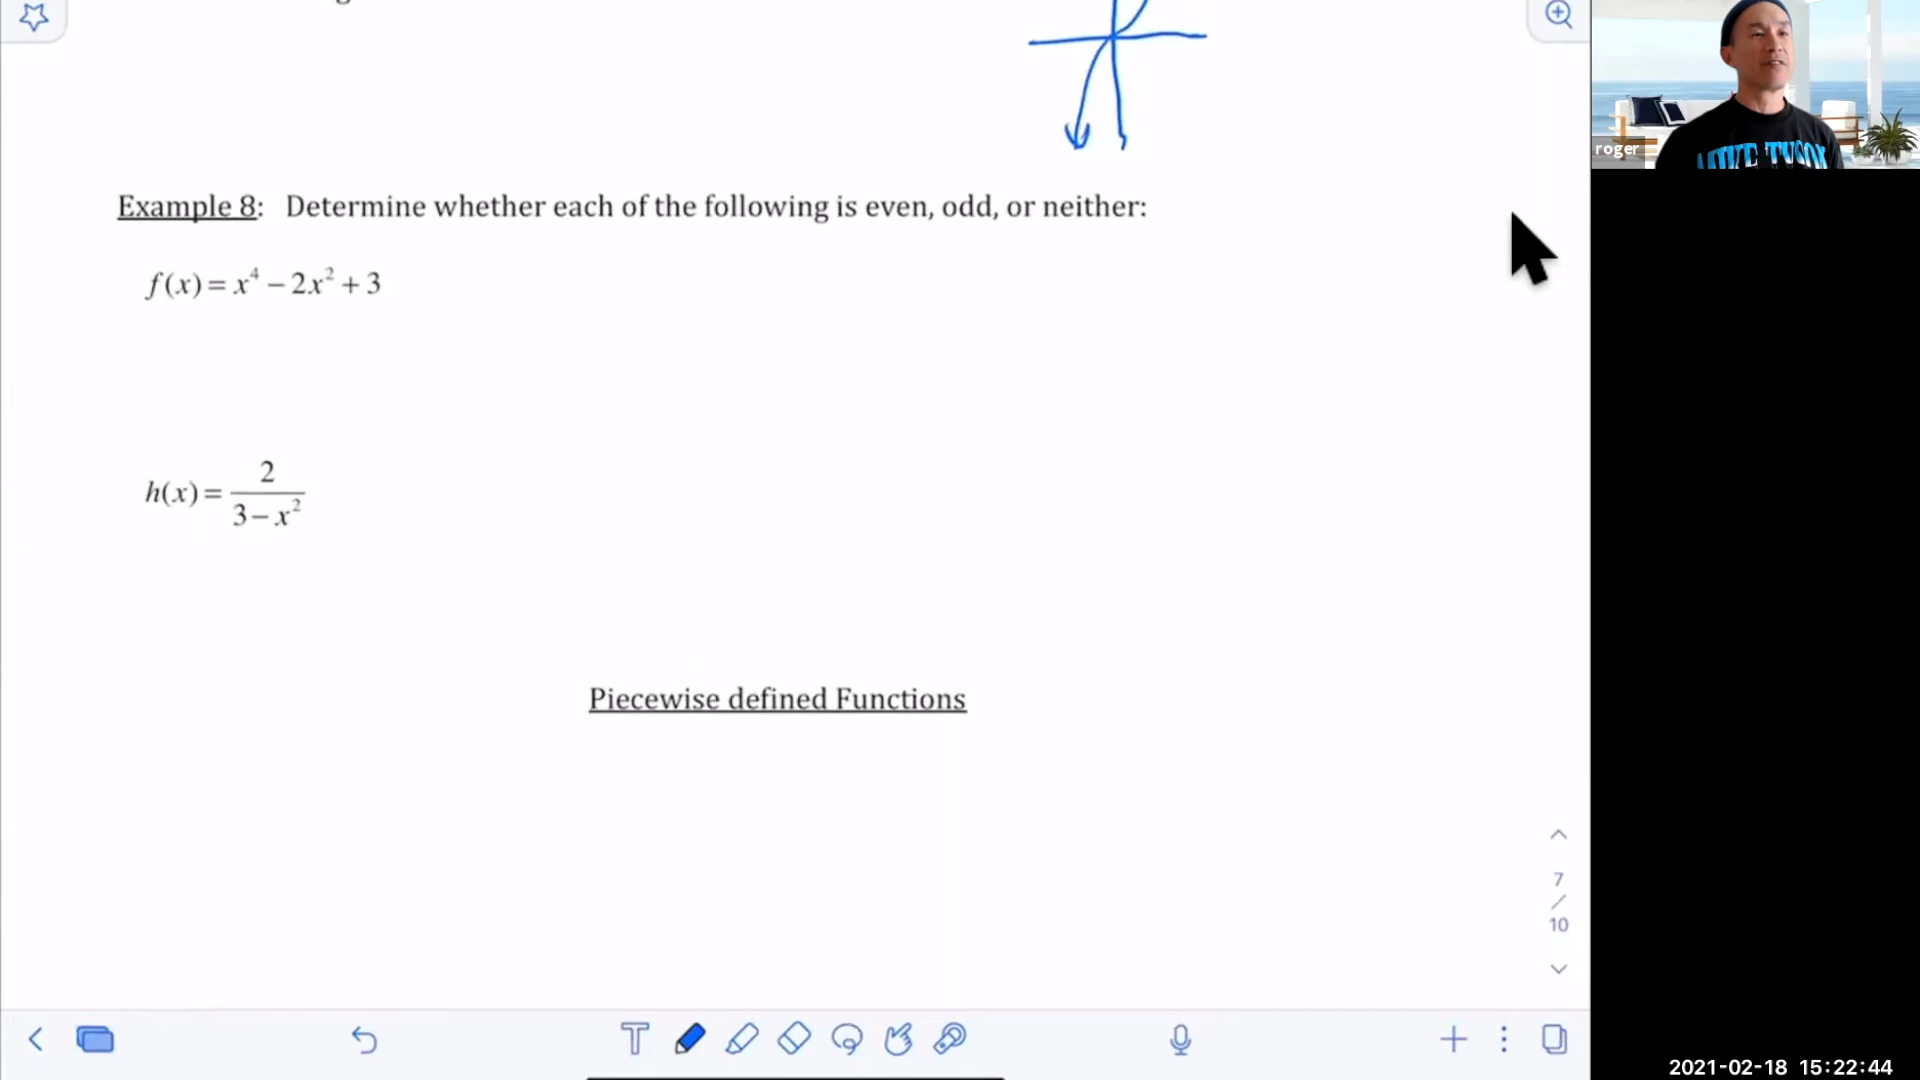 roger
Example 8: Determine whether each of the following is even, odd, or neither:
f(x) = x⁴ − 2x² + 3
h(x) = 2 / (3 − x²)
Piecewise defined Functions
7
/
10
T
2021-02-18 15:22:44